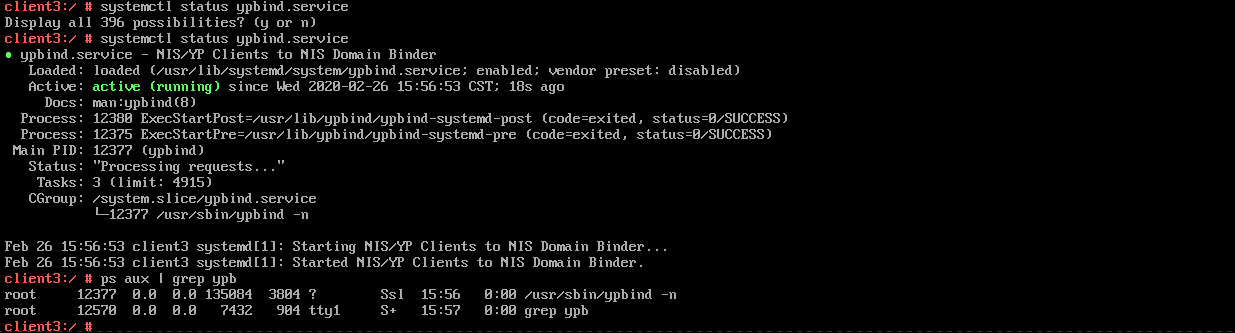 client3:/ # systemctl status ypbind.service
Display all 396 possibilities? (y or n)
client3:/ # systemctl status ypbind.service
● ypbind.service - NIS/YP Clients to NIS Domain Binder
   Loaded: loaded (/usr/lib/systemd/system/ypbind.service; enabled; vendor preset: disabled)
   Active: active (running) since Wed 2020-02-26 15:56:53 CST; 18s ago
     Docs: man:ypbind(8)
  Process: 12380 ExecStartPost=/usr/lib/ypbind/ypbind-systemd-post (code=exited, status=0/SUCCESS)
  Process: 12375 ExecStartPre=/usr/lib/ypbind/ypbind-systemd-pre (code=exited, status=0/SUCCESS)
 Main PID: 12377 (ypbind)
   Status: "Processing requests..."
    Tasks: 3 (limit: 4915)
   CGroup: /system.slice/ypbind.service
           └─12377 /usr/sbin/ypbind -n

Feb 26 15:56:53 client3 systemd[1]: Starting NIS/YP Clients to NIS Domain Binder...
Feb 26 15:56:53 client3 systemd[1]: Started NIS/YP Clients to NIS Domain Binder.
client3:/ # ps aux | grep ypb
root     12377  0.0  0.0 135084  3804 ?        Ssl  15:56   0:00 /usr/sbin/ypbind -n
root     12570  0.0  0.0   7432   904 tty1     S+   15:57   0:00 grep ypb
client3:/ #